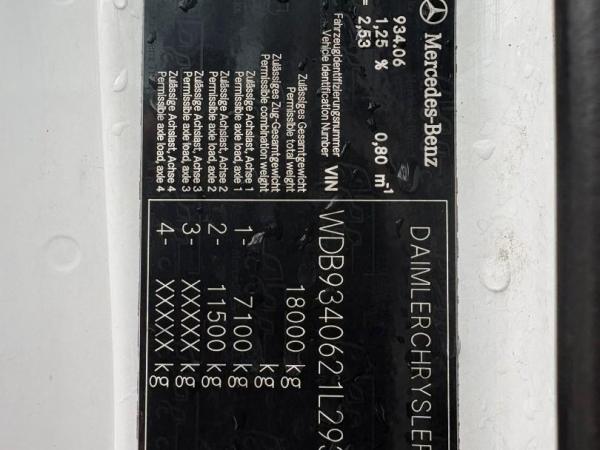 Mercedes-Benz
DAIMLERCHRYSLER
934.06
1,25 % 0,80 m⁻¹
= 2,53
Fahrzeugidentifizierungsnummer
Vehicle Identification Number VIN WDB9340621L29
Zulässiges Gesamtgewicht
Permissible total weight 18000 kg
Zulässiges Zug-Gesamtgewicht
Permissible combination weight kg
Zulässige Achslast, Achse 1
Permissible axle load, axle 1 1- 7100 kg
Zulässige Achslast, Achse 2
Permissible axle load, axle 2 2- 11500 kg
Zulässige Achslast, Achse 3
Permissible axle load, axle 3 3- XXXXX kg
Zulässige Achslast, Achse 4
Permissible axle load, axle 4 4- XXXXX kg